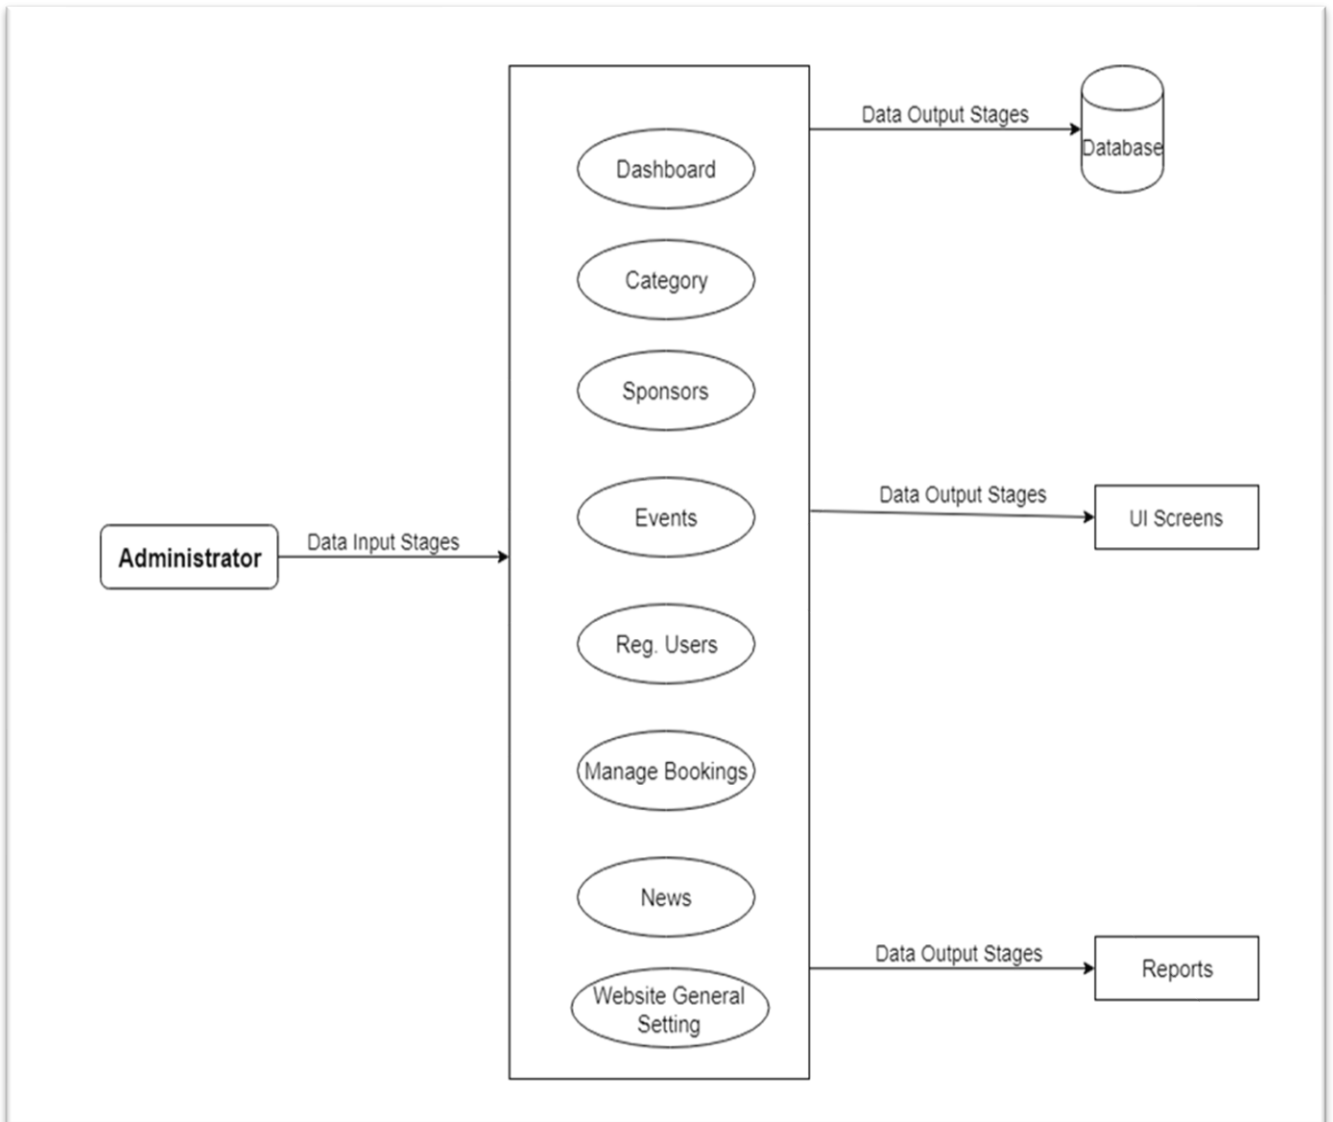 Data Output Stages
Database
Dashboard
Category
Sponsors
Data Output Stages
Events
UI Screens
Data Input Stages
Administrator
Reg. Users
Manage Bookings
News
Data Output Stages
Reports
Website General
Setting